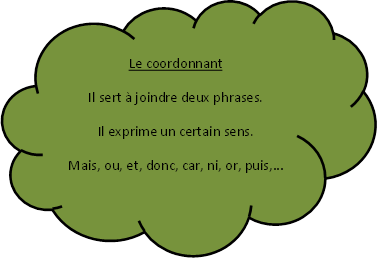 Le coordonnant
Il sert à joindre deux phrases.
Il exprime un certain sens.
Mais, ou, et, donc, car, ni, or, puis,...